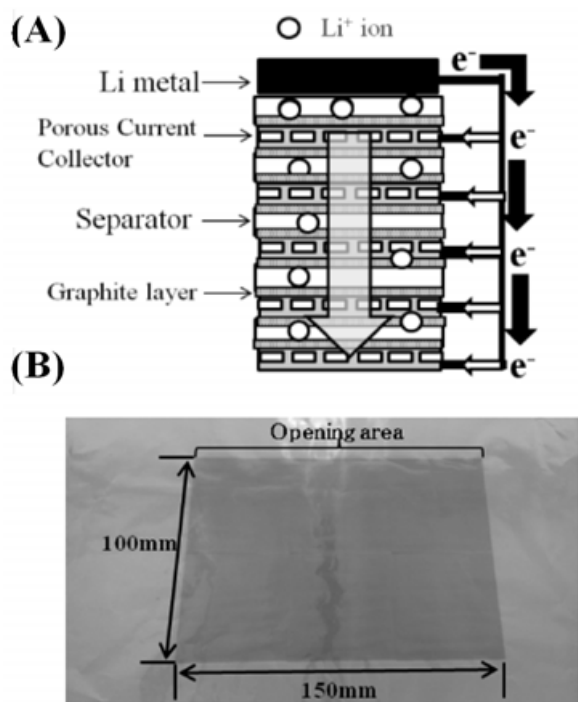 (A)
Li⁺ ion
Li metal
e⁻
Porous Current
Collector
e⁻
Separator
e⁻
Graphite layer
e⁻
(B)
Opening area
100mm
150mm